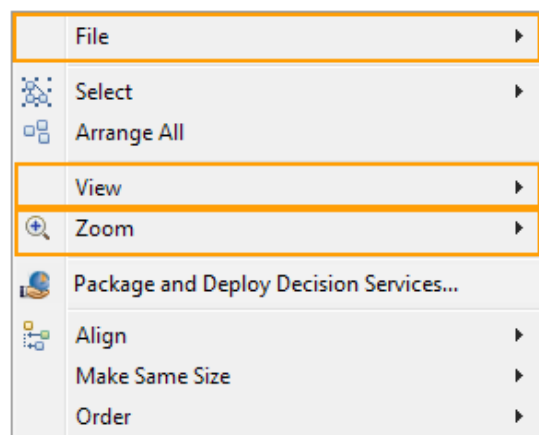 File
Select
Arrange All
View
Zoom
Package and Deploy Decision Services...
Align
Make Same Size
Order